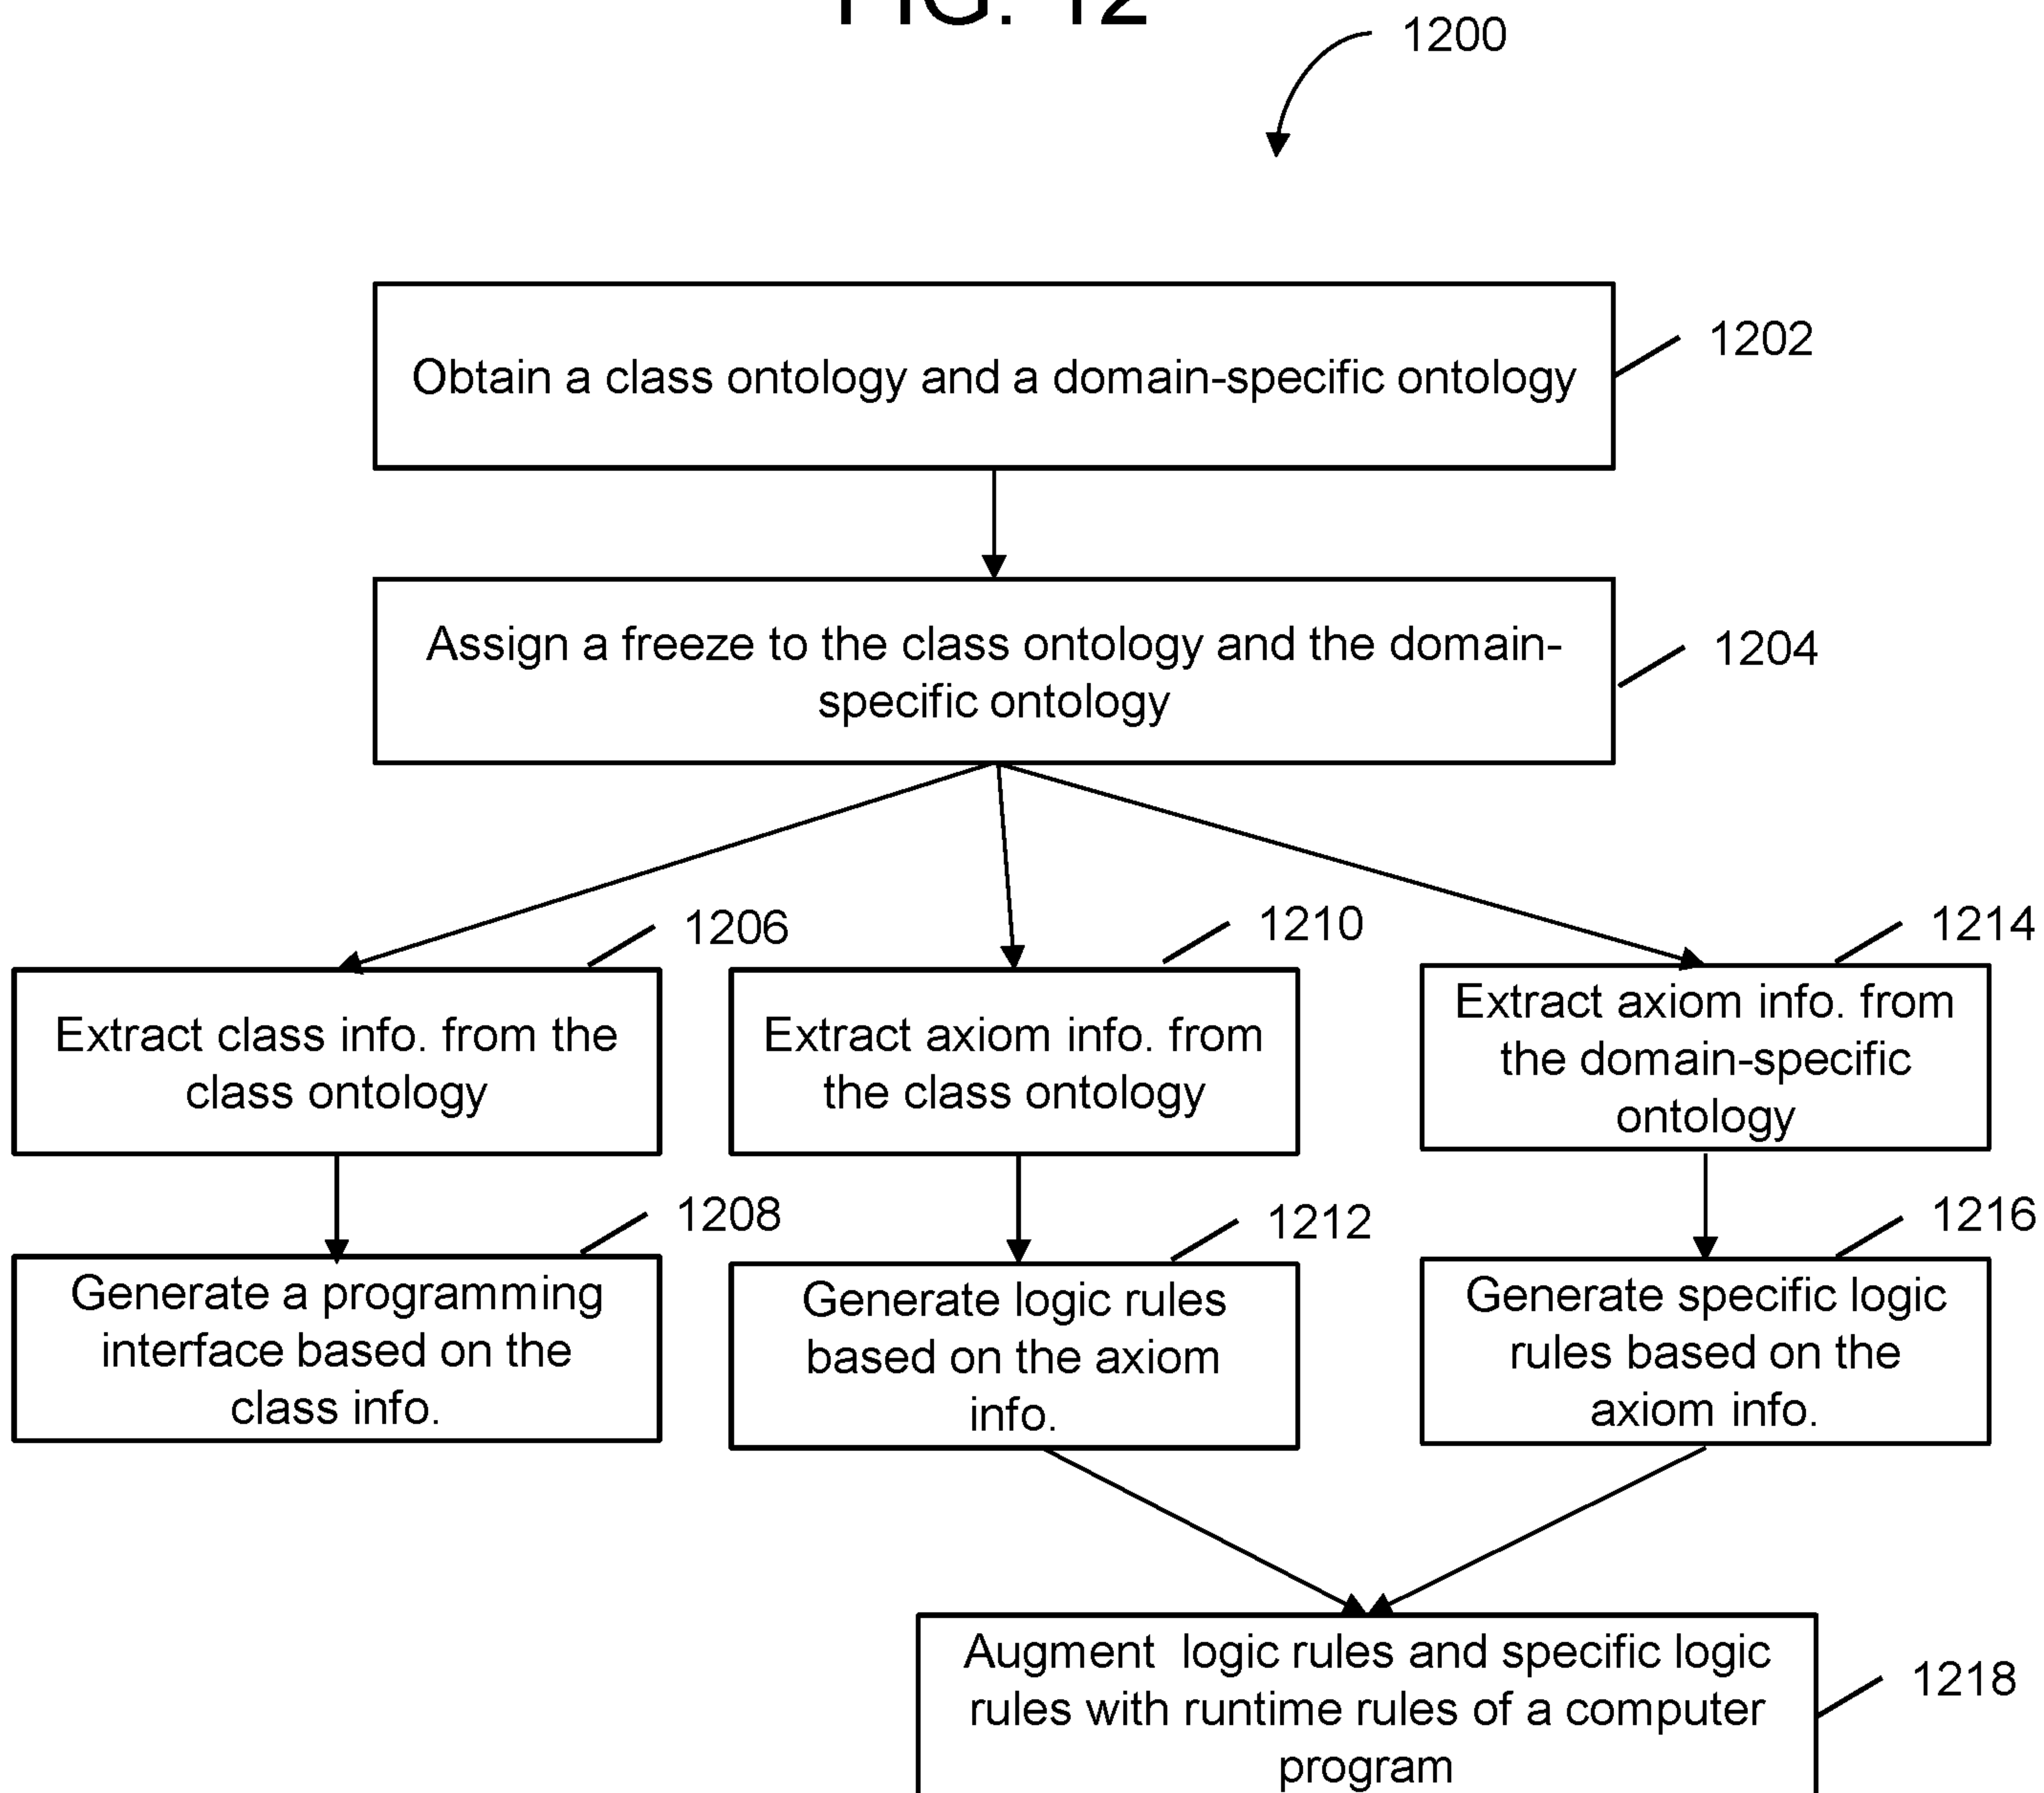 FIG. 12
1200
Obtain a class ontology and a domain-specific ontology
1202
Assign a freeze to the class ontology and the domain-
specific ontology
1204
1206
Extract class info. from the
class ontology
1210
Extract axiom info. from
the class ontology
1214
Extract axiom info. from
the domain-specific
ontology
1208
Generate a programming
interface based on the
class info.
1212
Generate logic rules
based on the axiom
info.
1216
Generate specific logic
rules based on the
axiom info.
Augment logic rules and specific logic
rules with runtime rules of a computer
program
1218